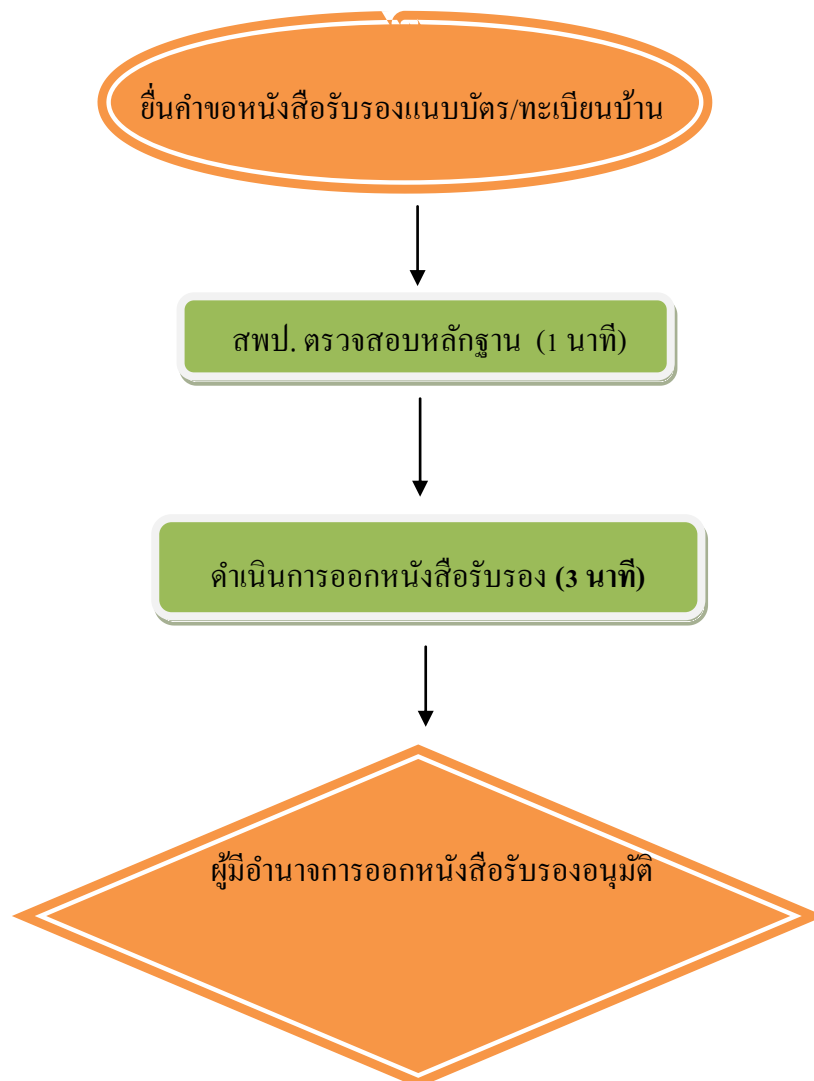 ยื่นคำขอหนังสือรับรองแนบบัตร/ทะเบียนบ้าน
สพป. ตรวจสอบหลักฐาน (1 นาที)
ดำเนินการออกหนังสือรับรอง (3 นาที)
ผู้มีอำนาจการออกหนังสือรับรองอนุมัติ